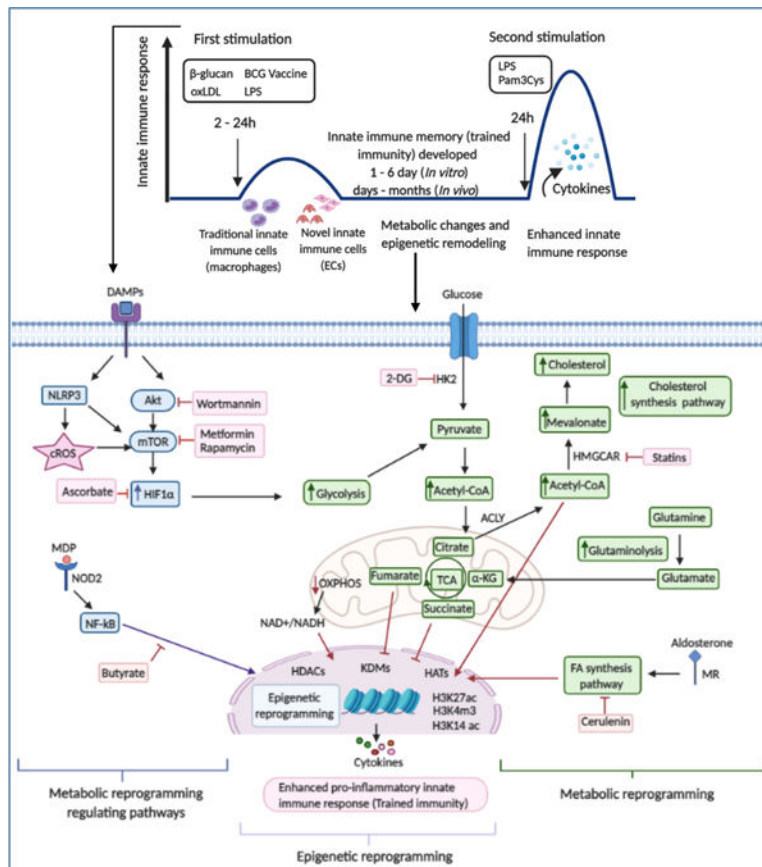 First stimulation
Second stimulation
Innate immune response
β-glucan BCG Vaccine
oxLDL LPS
LPS
Pam3Cys
2 - 24h
24h
Innate immune memory (trained
immunity) developed
1 - 6 day (In vitro)
days - months (In vivo)
Cytokines
Traditional innate
immune cells
(macrophages)
Novel innate
immune cells
(ECs)
Metabolic changes and
epigenetic remodeling
Enhanced innate
immune response
DAMPs
Glucose
NLRP3
Akt
Wortmannin
2-DG
HK2
Cholesterol
Cholesterol
synthesis pathway
cROS
mTOR
Metformin
Rapamycin
Pyruvate
Mevalonate
HMGCAR
Statins
Ascorbate
HIF1α
Glycolysis
Acetyl-CoA
Acetyl-CoA
ACLY
Glutamine
Citrate
Glutaminolysis
MDP
NOD2
OXPHOS
Fumarate
TCA
α-KG
Glutamate
Succinate
NF-kB
NAD+/NADH
Aldosterone
MR
Butyrate
HDACs
KDMs
HATs
FA synthesis
pathway
Epigenetic
reprogramming
H3K27ac
H3K4m3
H3K14 ac
Cerulenin
Cytokines
Enhanced pro-inflammatory innate
immune response (Trained immunity)
Metabolic reprogramming
regulating pathways
Metabolic reprogramming
Epigenetic reprogramming